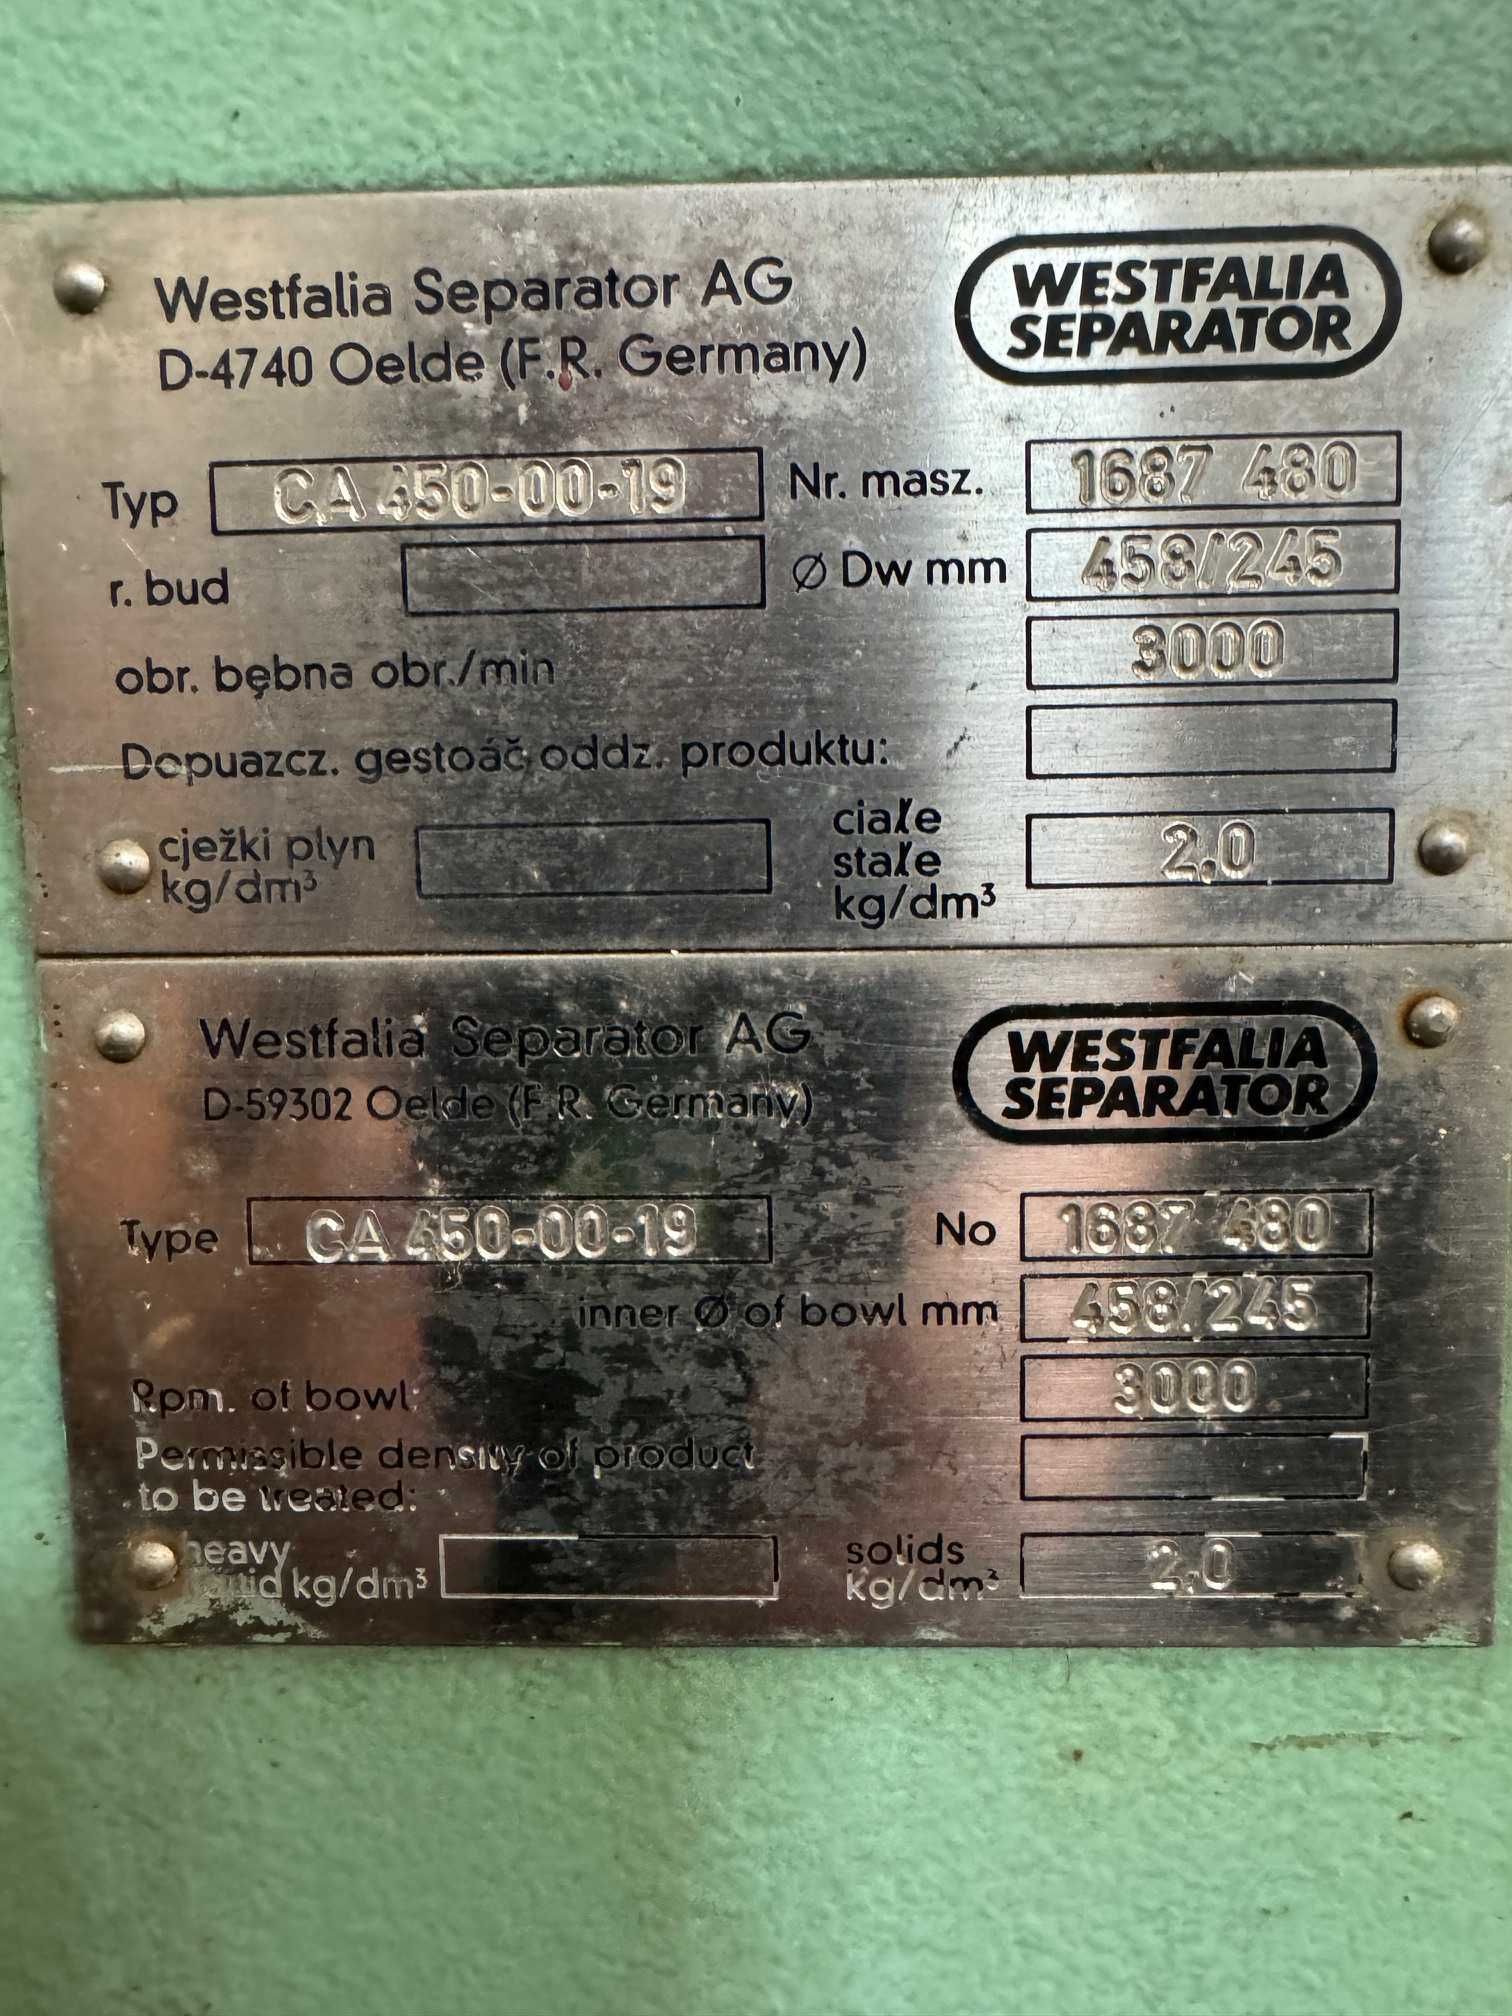 Westfalia Separator AG
D-4740 Oelde (F.R. Germany)
WESTFALIA
SEPARATOR
Typ CA 450-00-19 Nr. masz. 1687 480
r. bud Ø Dw mm 458/245
obr. bębna obr./min 3000
Dopuazcz. gestoáč oddz. produktu:
cježki płyn
kg/dm³
ciałe
stałe
kg/dm³
2,0
Westfalia Separator AG
D-59302 Oelde (F.R. Germany)
WESTFALIA
SEPARATOR
Type CA 450-00-19 No 1687 480
inner Ø of bowl mm 458/245
Rpm. of bowl: 3000
Permissible density of product
to be treated:
heavy
liquid kg/dm³
solids
kg/dm³
2,0